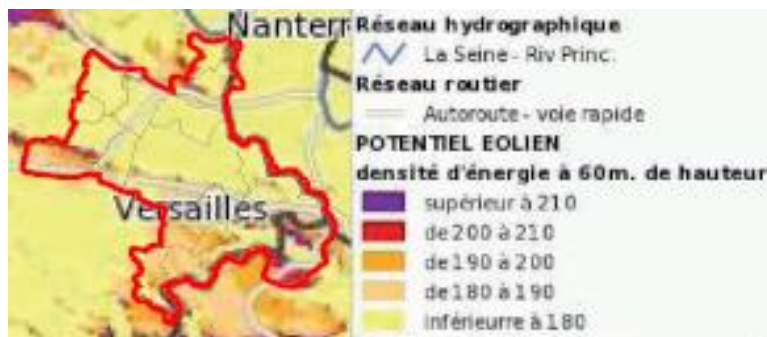 Nanterr
Versailles
Réseau hydrographique
La Seine - Riv Princ.
Réseau routier
Autoroute - voie rapide
POTENTIEL EOLIEN
densité d'énergie à 60m. de hauteur
supérieur à 210
de 200 à 210
de 190 à 200
de 180 à 190
inférieurre à 180